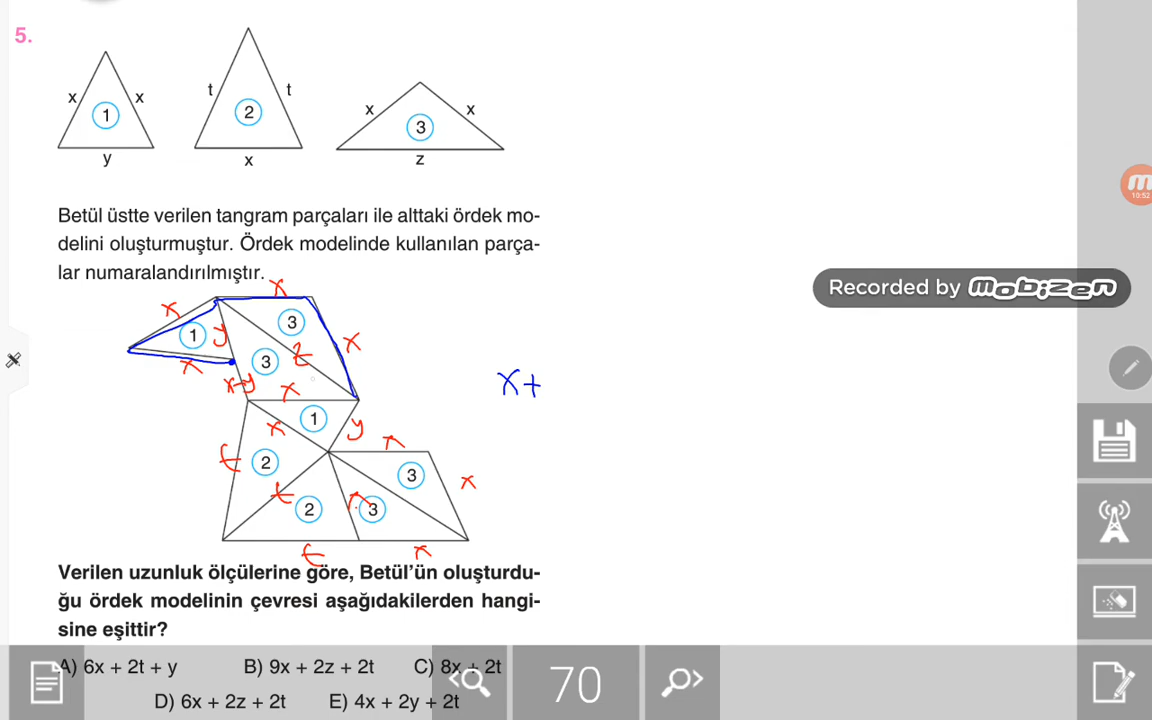 5.
x x 1 y
t t 2 x
x x 3 z
Betül üstte verilen tangram parçaları ile alttaki ördek mo-
delini oluşturmuştur. Ördek modelinde kullanılan parça-
lar numaralandırılmıştır.
x x
1 y 3
x 3 z x
x-y x
x 1 y
t 2 x
3 x
t 2 x 3
t x
x+
Verilen uzunluk ölçülerine göre, Betül'ün oluşturdu-
ğu ördek modelinin çevresi aşağıdakilerden hangi-
sine eşittir?
A) 6x + 2t + y B) 9x + 2z + 2t C) 8x + 2t
D) 6x + 2z + 2t E) 4x + 2y + 2t
70
Recorded by mobizen
19:52